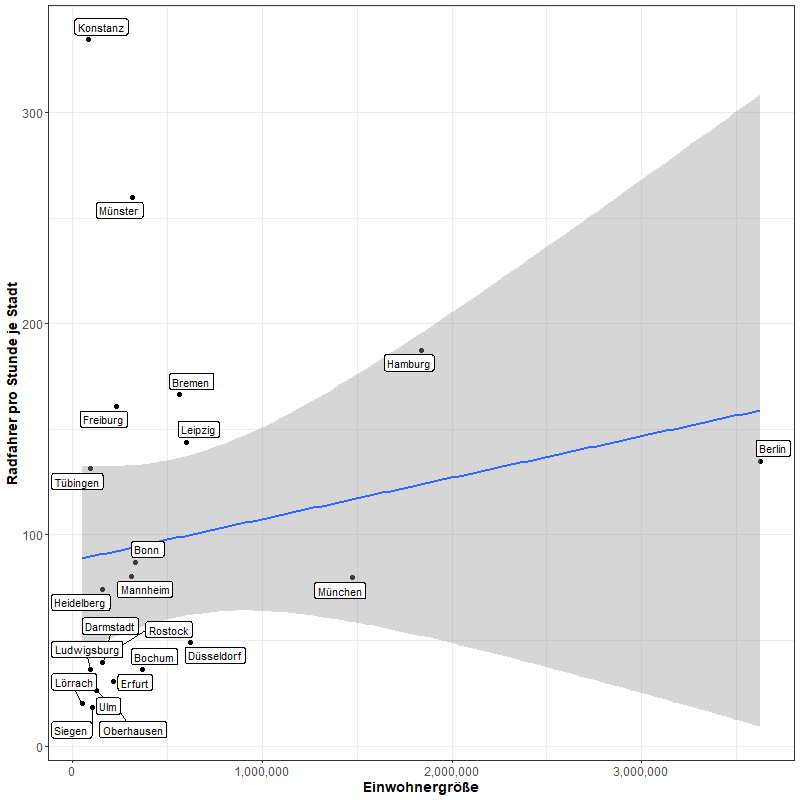 Konstanz
300
Münster
200
Hamburg
Bremen
Freiburg
Leipzig
Berlin
Tübingen
100
Bonn
Mannheim
München
Heidelberg
Darmstadt
Rostock
Ludwigsburg
Bochum
Düsseldorf
Lörrach
Erfurt
Ulm
Siegen
Oberhausen
0
Radfahrer pro Stunde je Stadt
0
1,000,000
2,000,000
3,000,000
Einwohnergröße